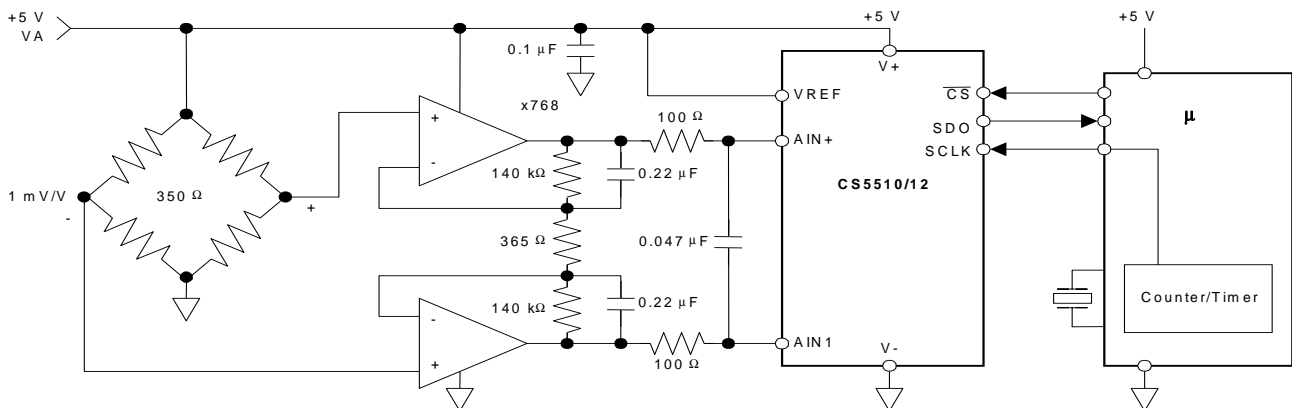 +5 V
VA
0.1 µF
+5 V
V+
+5 V
x768
VREF
CS
µ
+
-
100 Ω
AIN+
SDO
SCLK
140 kΩ
0.22 µF
CS5510/12
1 mV/V
-
350 Ω
+
365 Ω
0.047 µF
140 kΩ
0.22 µF
Counter/Timer
-
+
100 Ω
AIN1
V-